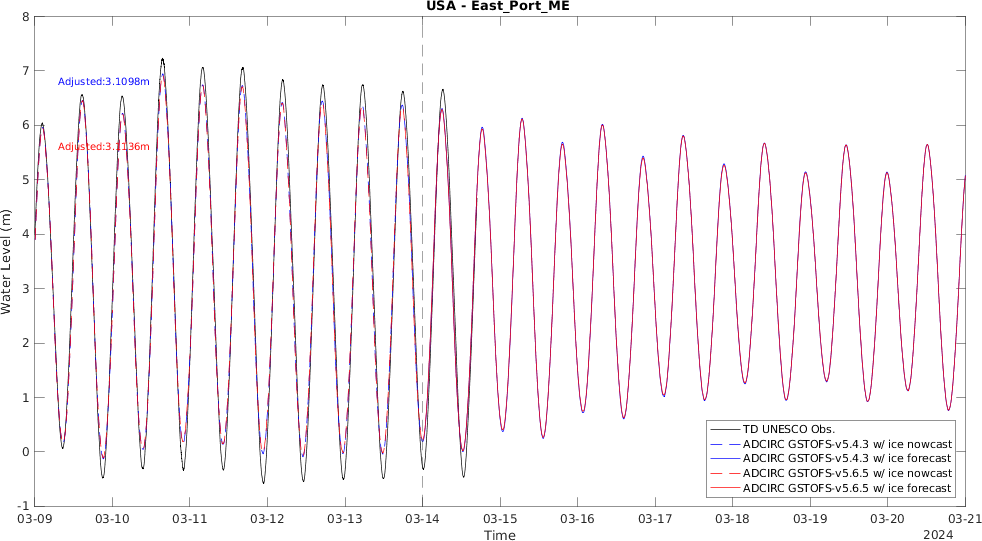 USA - East_Port_ME
8
7
6
5
4
3
2
1
0
-1
Water Level (m)
Adjusted:3.1098m
Adjusted:3.1136m
TD UNESCO Obs.
ADCIRC GSTOFS-v5.4.3 w/ ice nowcast
ADCIRC GSTOFS-v5.4.3 w/ ice forecast
ADCIRC GSTOFS-v5.6.5 w/ ice nowcast
ADCIRC GSTOFS-v5.6.5 w/ ice forecast
03-09 03-10 03-11 03-12 03-13 03-14 03-15 03-16 03-17 03-18 03-19 03-20 03-21
Time
2024